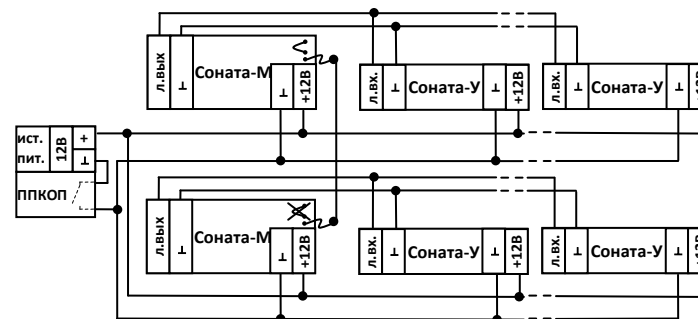 л.вых
⊥
Соната-М
⊥
+12В
л.вх.
⊥
Соната-У
⊥
+12В
л.вх.
⊥
Соната-У
⊥
ист.
пит.
12В
+
⊥
ППКОП
л.вых
⊥
Соната-М
⊥
+12В
л.вх.
⊥
Соната-У
⊥
+12В
л.вх.
⊥
Соната-У
⊥